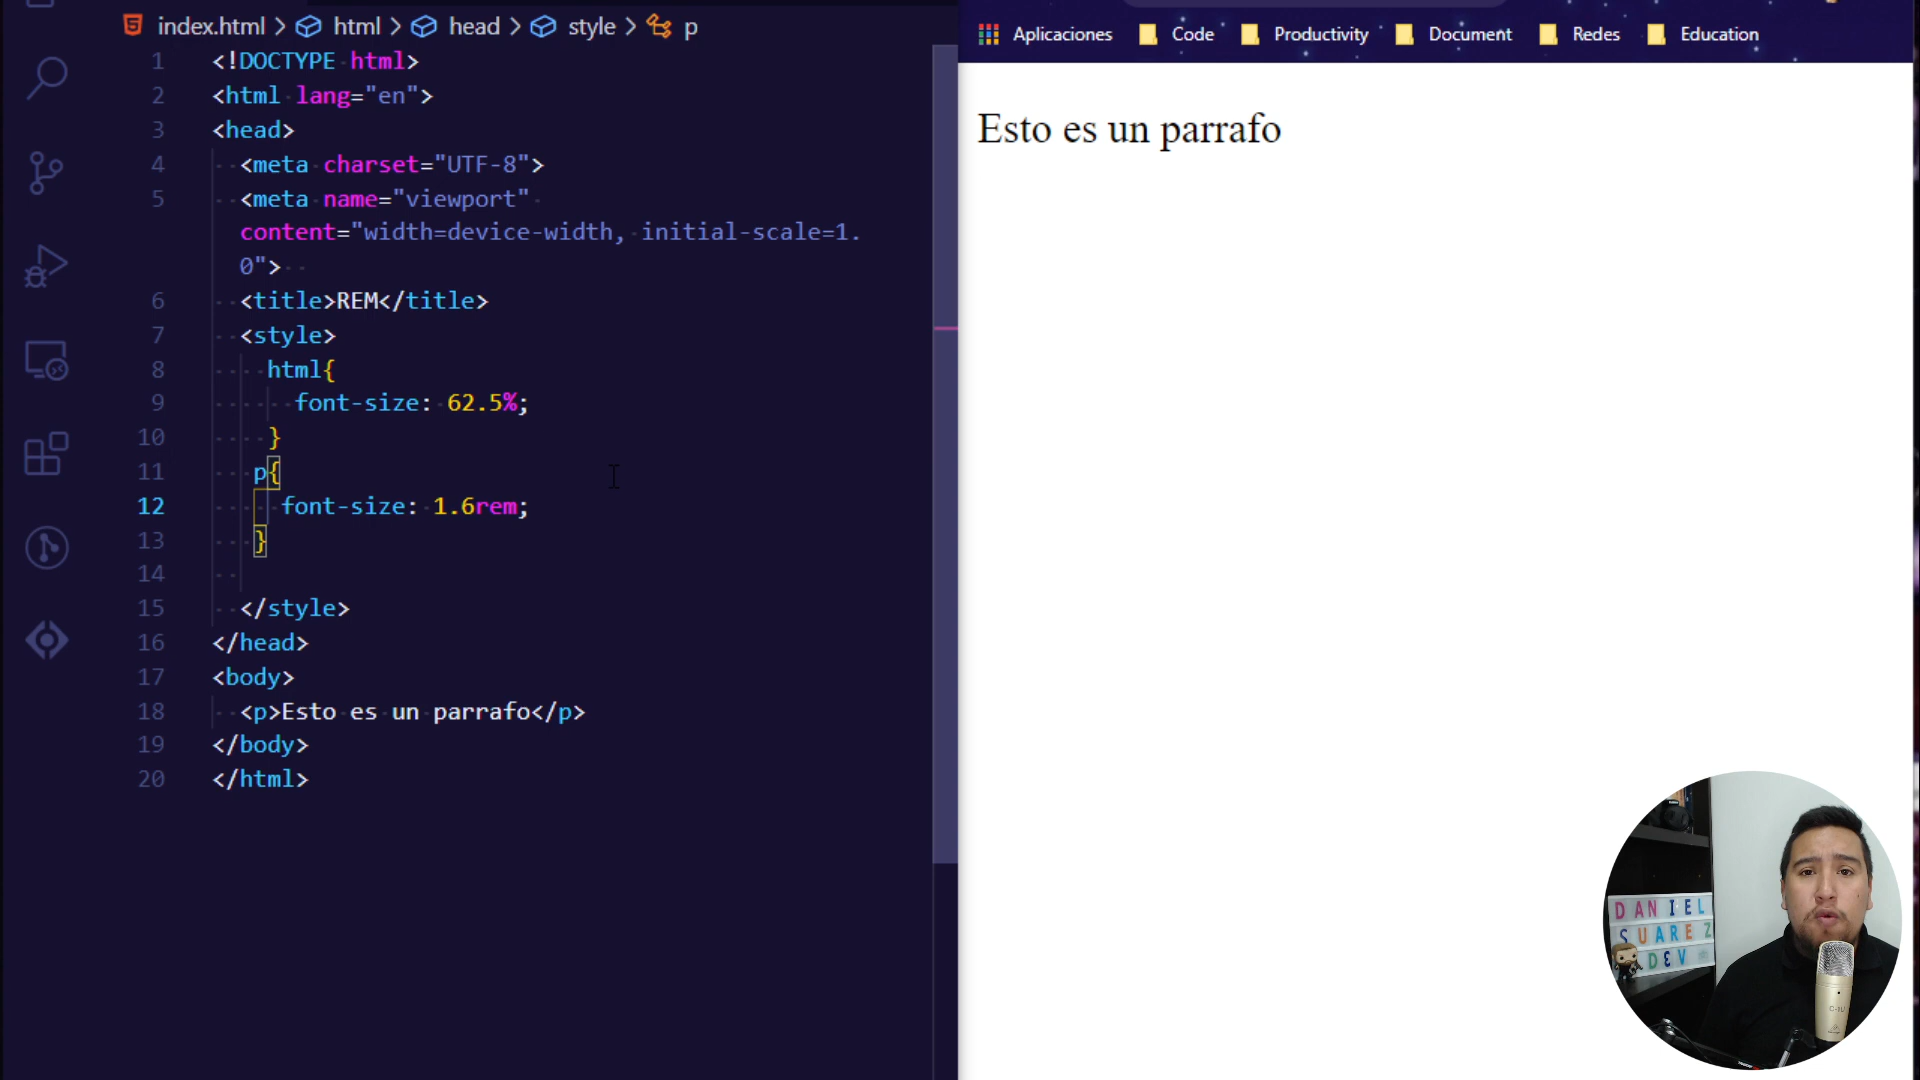 index.html > html > head > style > p
1 <!DOCTYPE html>
2 <html lang="en">
3 <head>
4 <meta charset="UTF-8">
5 <meta name="viewport"
content="width=device-width, initial-scale=1.
0">
6 <title>REM</title>
7 <style>
8 html{
9 font-size: 62.5%;
10 }
11 p{
12 font-size: 1.6rem;
13 }
14
15 </style>
16 </head>
17 <body>
18 <p>Esto es un parrafo</p>
19 </body>
20 </html>
Aplicaciones Code Productivity Document Redes Education
Esto es un parrafo
DANIEL
SUAREZ
DEV